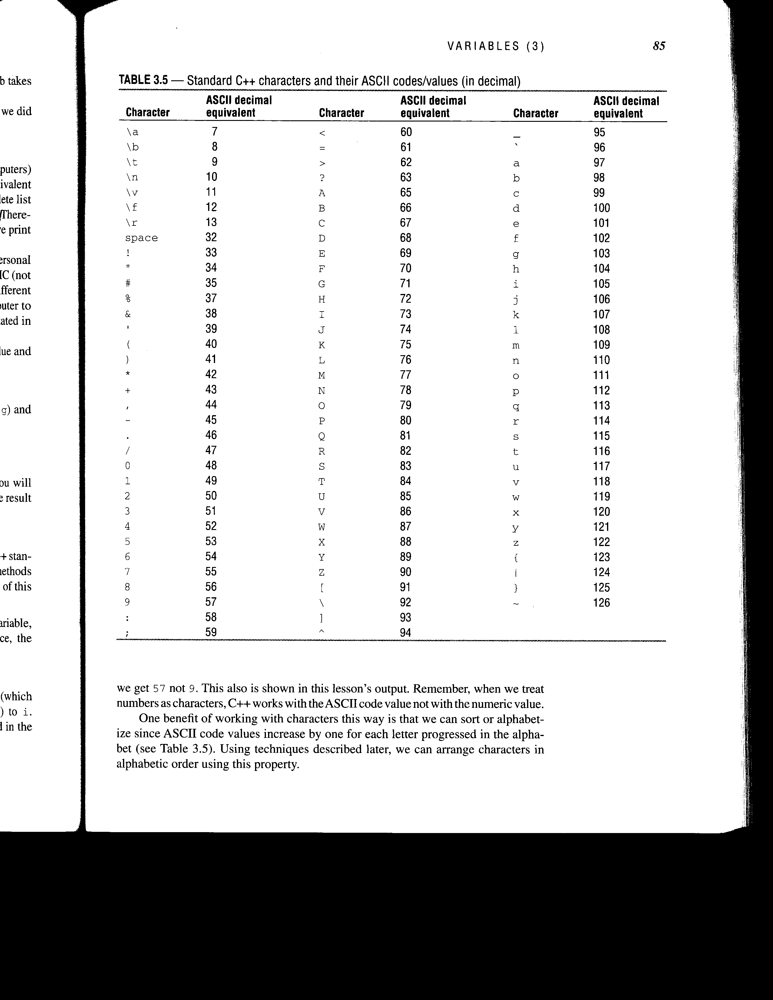 b takes
we did
puters)
ivalent
lete list
There-
e print
ersonal
IC (not
fferent
puter to
tated in
lue and
g) and
ou will
e result
+ stan-
nethods
of this
ariable,
ce, the
(which
) to i.
d in the
VARIABLES (3) 85
TABLE 3.5 — Standard C++ characters and their ASCII codes/values (in decimal)
ASCII decimal ASCII decimal ASCII decimal
Character equivalent Character equivalent Character equivalent
\a 7 < 60 _ 95
\b 8 = 61 ` 96
\t 9 > 62 a 97
\n 10 ? 63 b 98
\v 11 A 65 c 99
\f 12 B 66 d 100
\r 13 C 67 e 101
space 32 D 68 f 102
! 33 E 69 g 103
" 34 F 70 h 104
# 35 G 71 i 105
% 37 H 72 j 106
& 38 I 73 k 107
' 39 J 74 l 108
( 40 K 75 m 109
) 41 L 76 n 110
* 42 M 77 o 111
+ 43 N 78 p 112
, 44 O 79 q 113
- 45 P 80 r 114
. 46 Q 81 s 115
/ 47 R 82 t 116
0 48 S 83 u 117
1 49 T 84 v 118
2 50 U 85 w 119
3 51 V 86 x 120
4 52 W 87 y 121
5 53 X 88 z 122
6 54 Y 89 { 123
7 55 Z 90 | 124
8 56 [ 91 } 125
9 57 \ 92 ~ 126
: 58 ] 93
; 59 ^ 94
we get 57 not 9. This also is shown in this lesson's output. Remember, when we treat
numbers as characters, C++ works with the ASCII code value not with the numeric value.
One benefit of working with characters this way is that we can sort or alphabet-
ize since ASCII code values increase by one for each letter progressed in the alpha-
bet (see Table 3.5). Using techniques described later, we can arrange characters in
alphabetic order using this property.